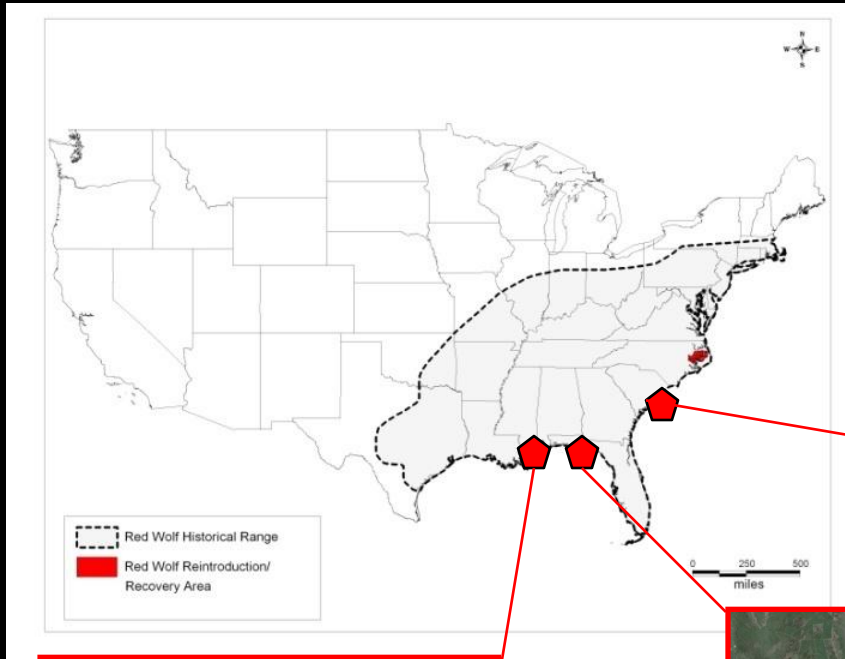 N
W E
S
Red Wolf Historical Range
Red Wolf Reintroduction/
Recovery Area
0 250 500
miles